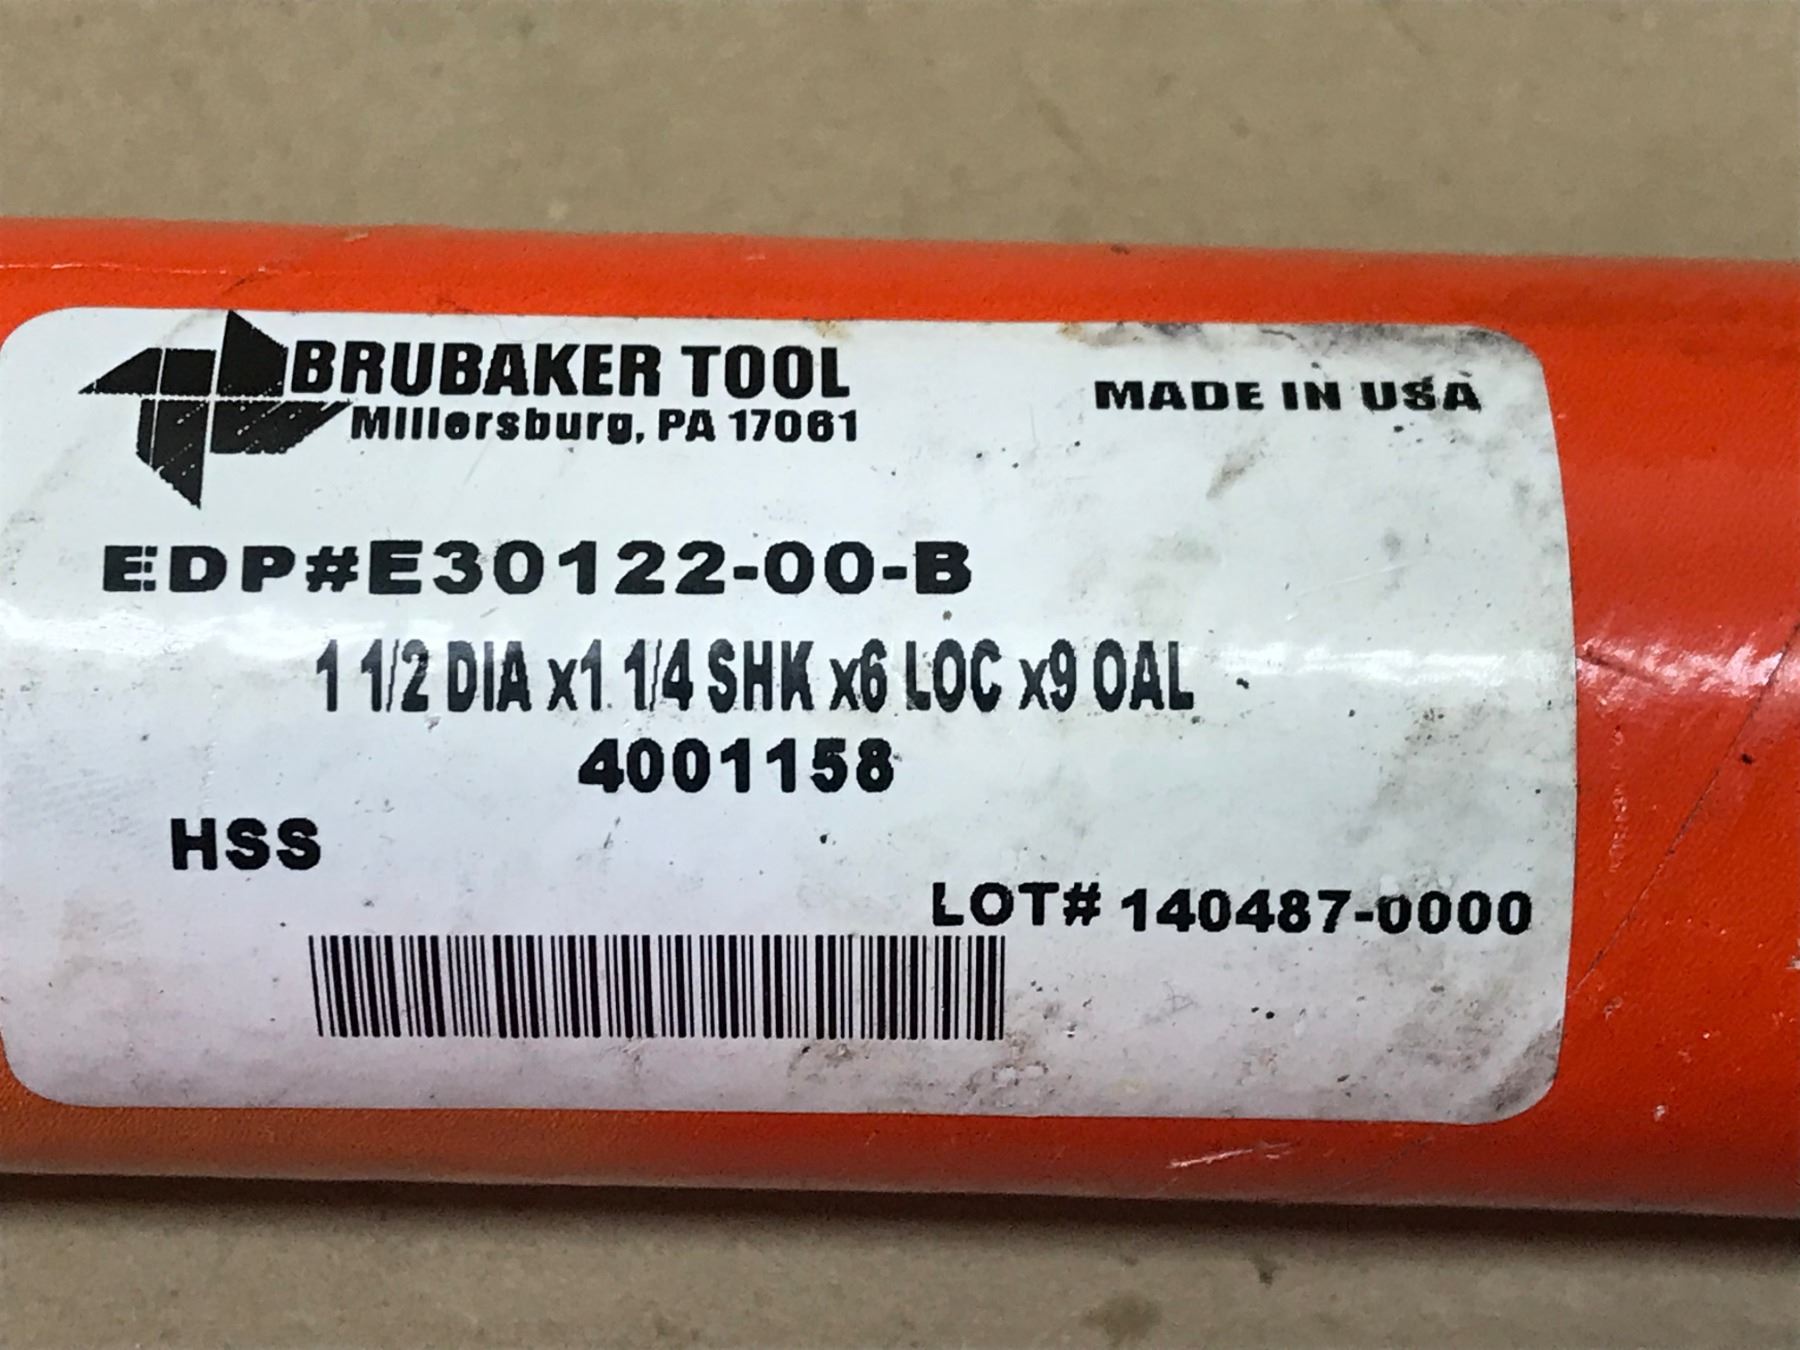 BRUBAKER TOOL
Millersburg, PA 17061
MADE IN USA
EDP#E30122-00-B
1 1/2 DIA x1 1/4 SHK x6 LOC x9 OAL
4001158
HSS
LOT# 140487-0000